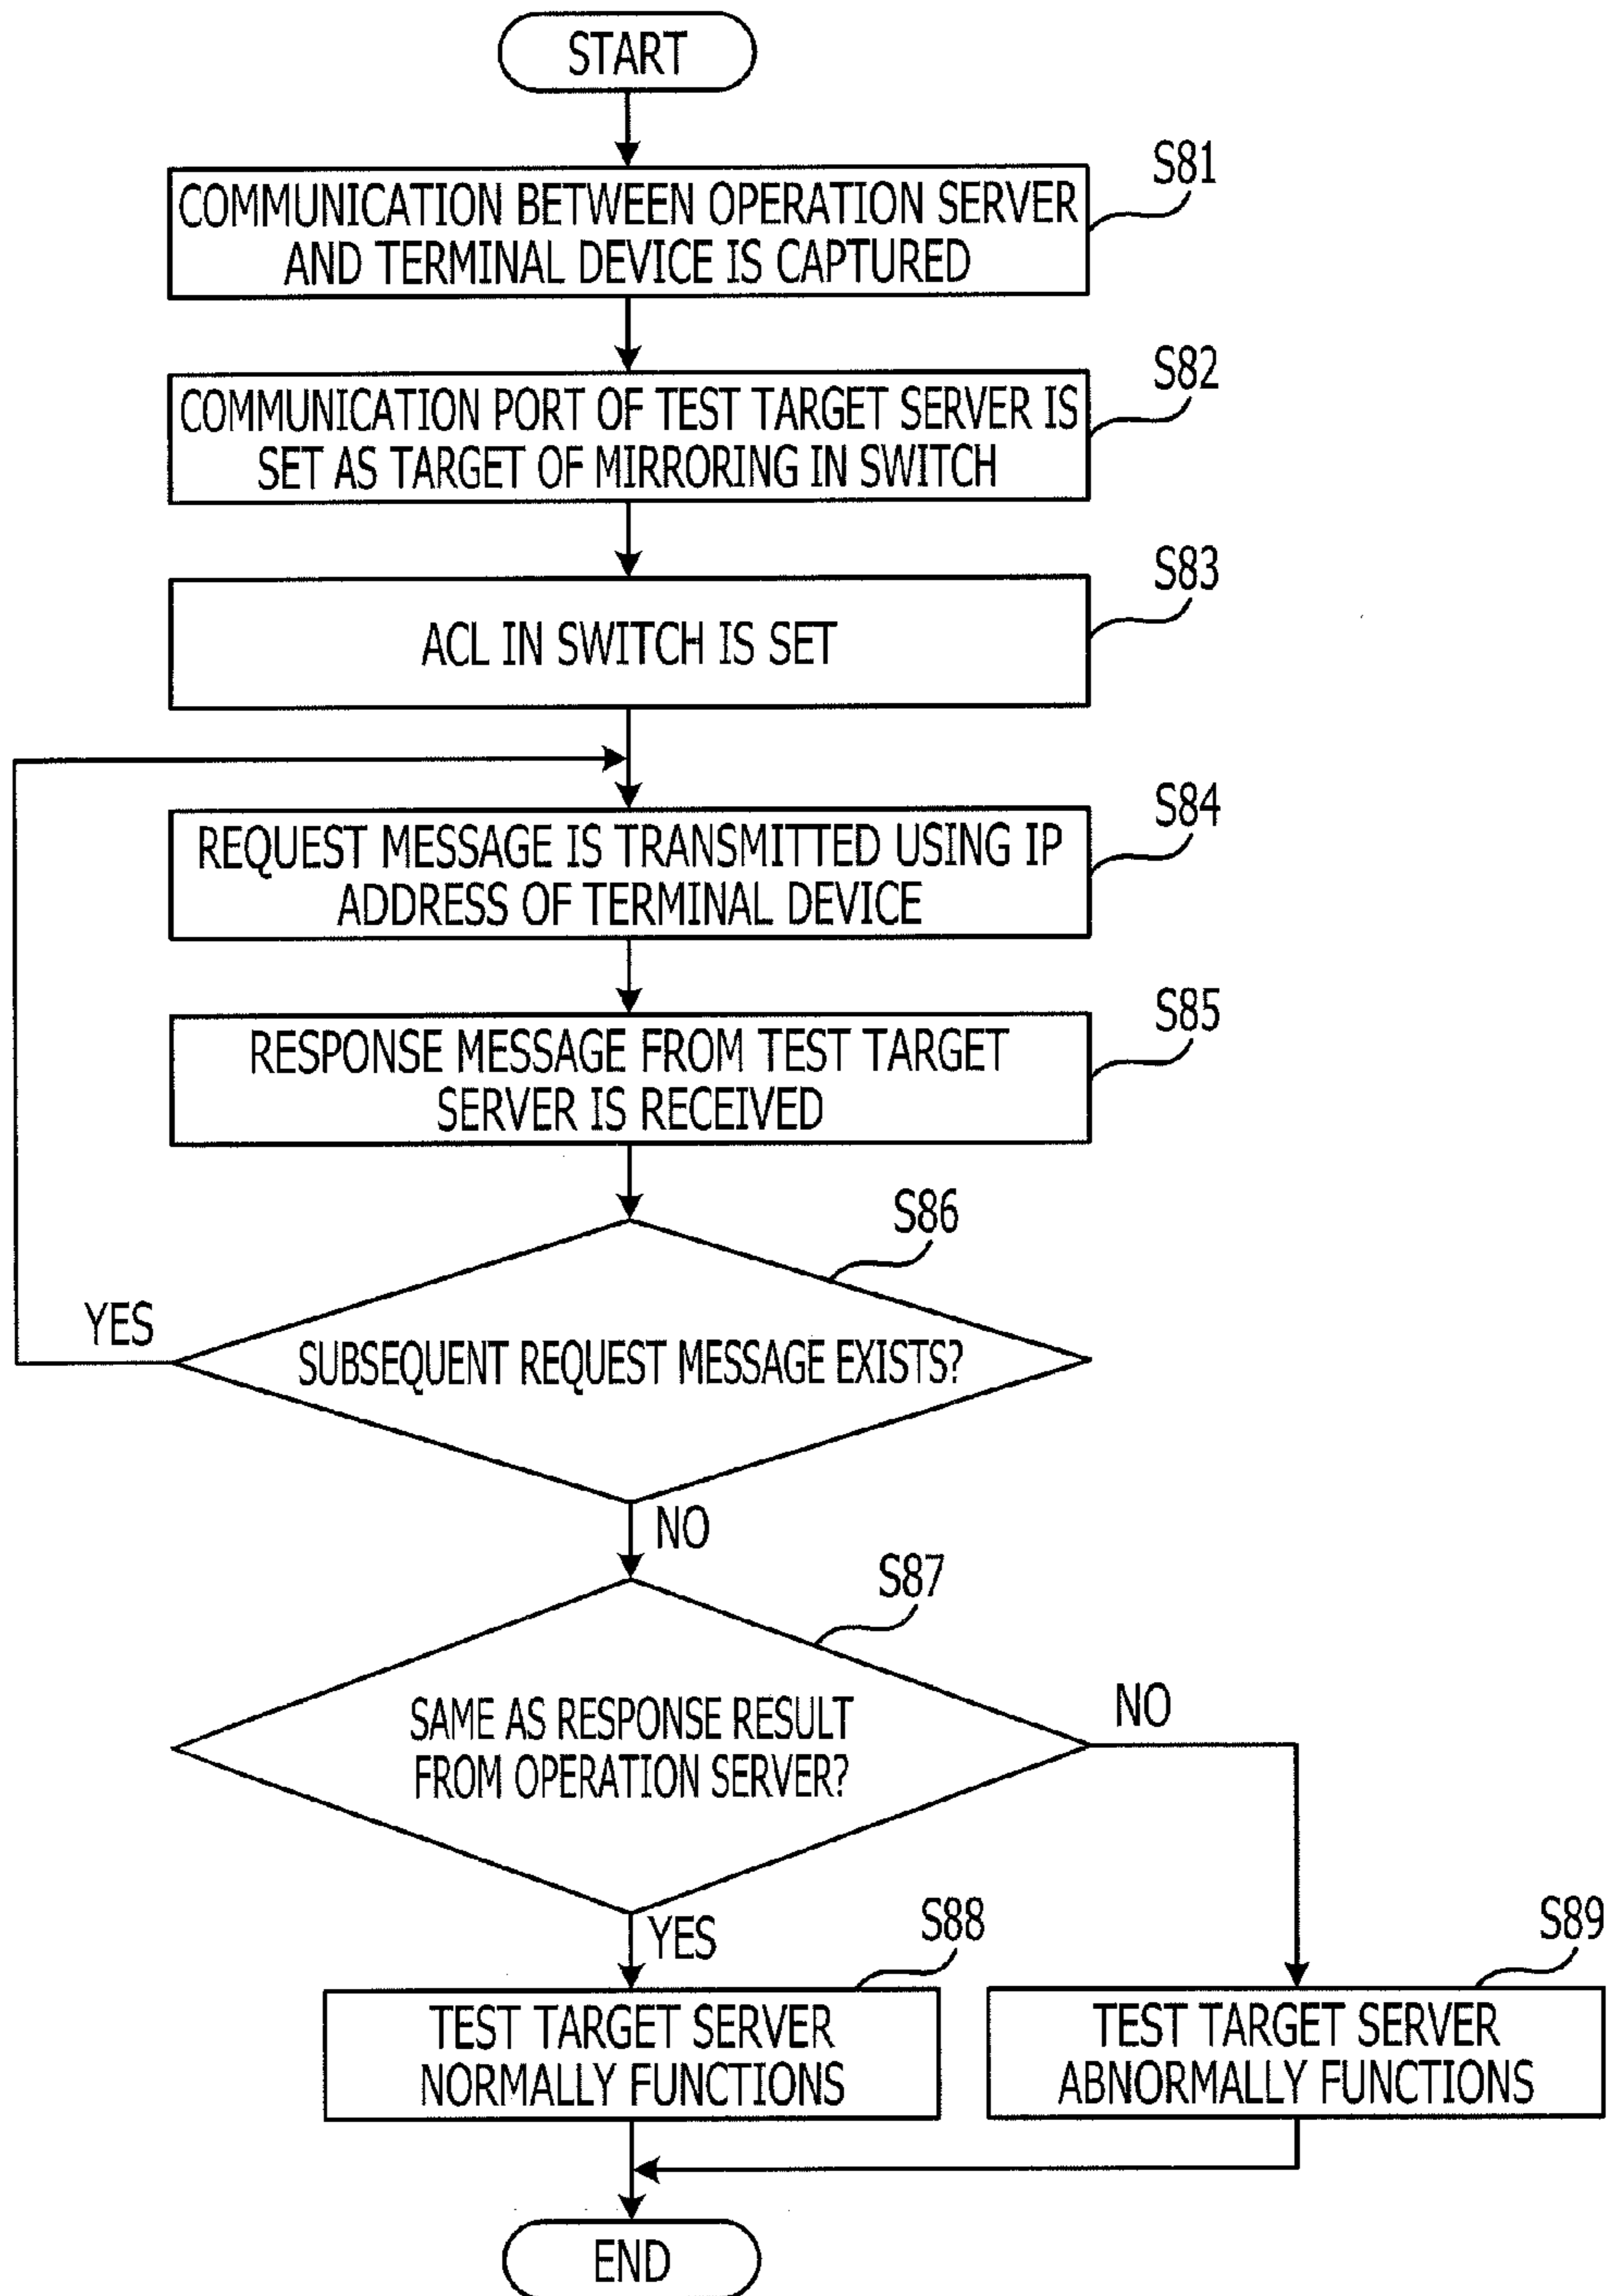 START
S81
COMMUNICATION BETWEEN OPERATION SERVER
AND TERMINAL DEVICE IS CAPTURED
S82
COMMUNICATION PORT OF TEST TARGET SERVER IS
SET AS TARGET OF MIRRORING IN SWITCH
S83
ACL IN SWITCH IS SET
S84
REQUEST MESSAGE IS TRANSMITTED USING IP
ADDRESS OF TERMINAL DEVICE
S85
RESPONSE MESSAGE FROM TEST TARGET
SERVER IS RECEIVED
S86
YES
SUBSEQUENT REQUEST MESSAGE EXISTS?
NO
S87
SAME AS RESPONSE RESULT
FROM OPERATION SERVER?
NO
YES
S88
TEST TARGET SERVER
NORMALLY FUNCTIONS
S89
TEST TARGET SERVER
ABNORMALLY FUNCTIONS
END